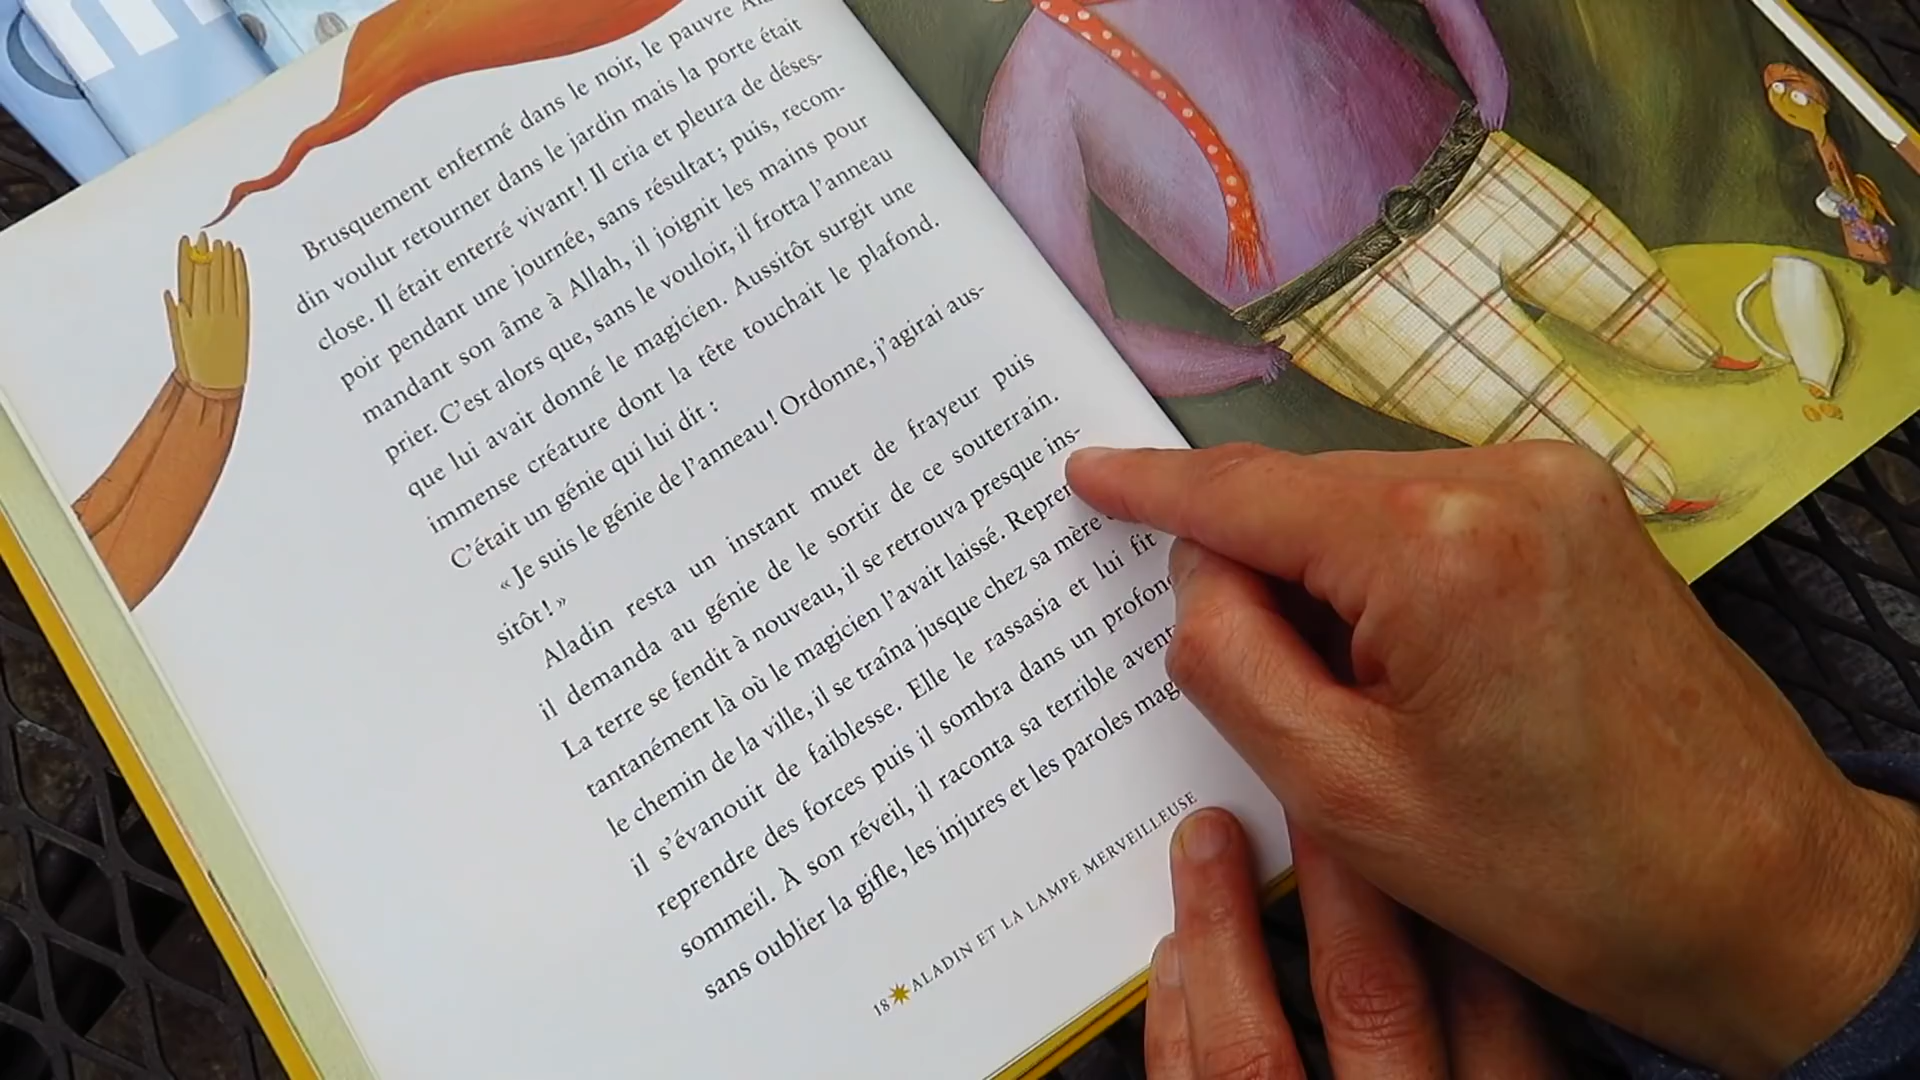 Brusquement enfermé dans le noir, le pauvre Ala-
din voulut retourner dans le jardin mais la porte était
close. Il était enterré vivant ! Il cria et pleura de déses-
poir pendant une journée, sans résultat ; puis, recom-
mandant son âme à Allah, il joignit les mains pour
prier. C'est alors que, sans le vouloir, il frotta l'anneau
que lui avait donné le magicien. Aussitôt surgit une
immense créature dont la tête touchait le plafond.
C'était un génie qui lui dit :
« Je suis le génie de l'anneau ! Ordonne, j'agirai aus-
sitôt ! »
Aladin resta un instant muet de frayeur puis
il demanda au génie de le sortir de ce souterrain.
La terre se fendit à nouveau, il se retrouva presque ins-
tantanément là où le magicien l'avait laissé.
le chemin de la ville, il se traîna jusque chez sa mère
il s'évanouit de faiblesse. Elle le rassasia et lui fit
reprendre des forces puis il sombra dans un
sommeil. À son réveil, il raconta sa terrible
sans oublier la gifle, les injures et les paroles
18 ALADIN ET LA LAMPE MERVEILLEUSE